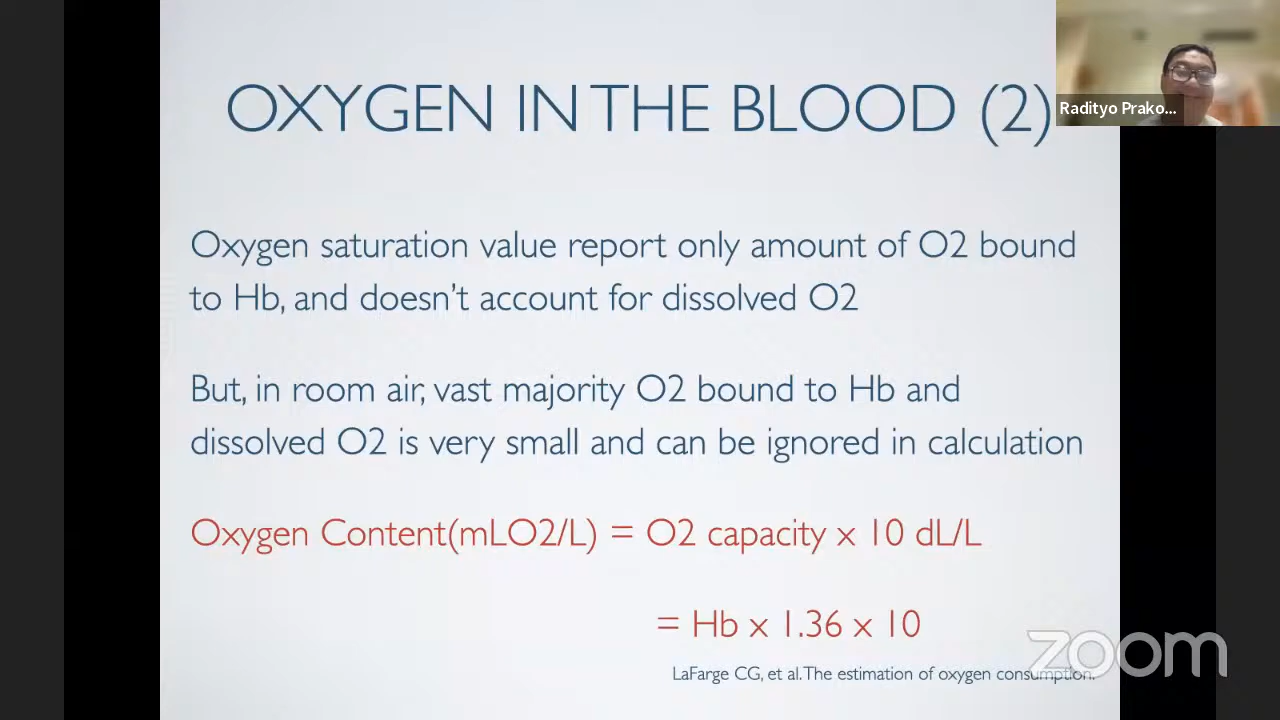 OXYGEN IN THE BLOOD (2)
Radityo Prako...
Oxygen saturation value report only amount of O2 bound
to Hb, and doesn't account for dissolved O2
But, in room air, vast majority O2 bound to Hb and
dissolved O2 is very small and can be ignored in calculation
Oxygen Content(mLO2/L) = O2 capacity x 10 dL/L
= Hb x 1.36 x 10
zoom
LaFarge CG, et al. The estimation of oxygen consumption.